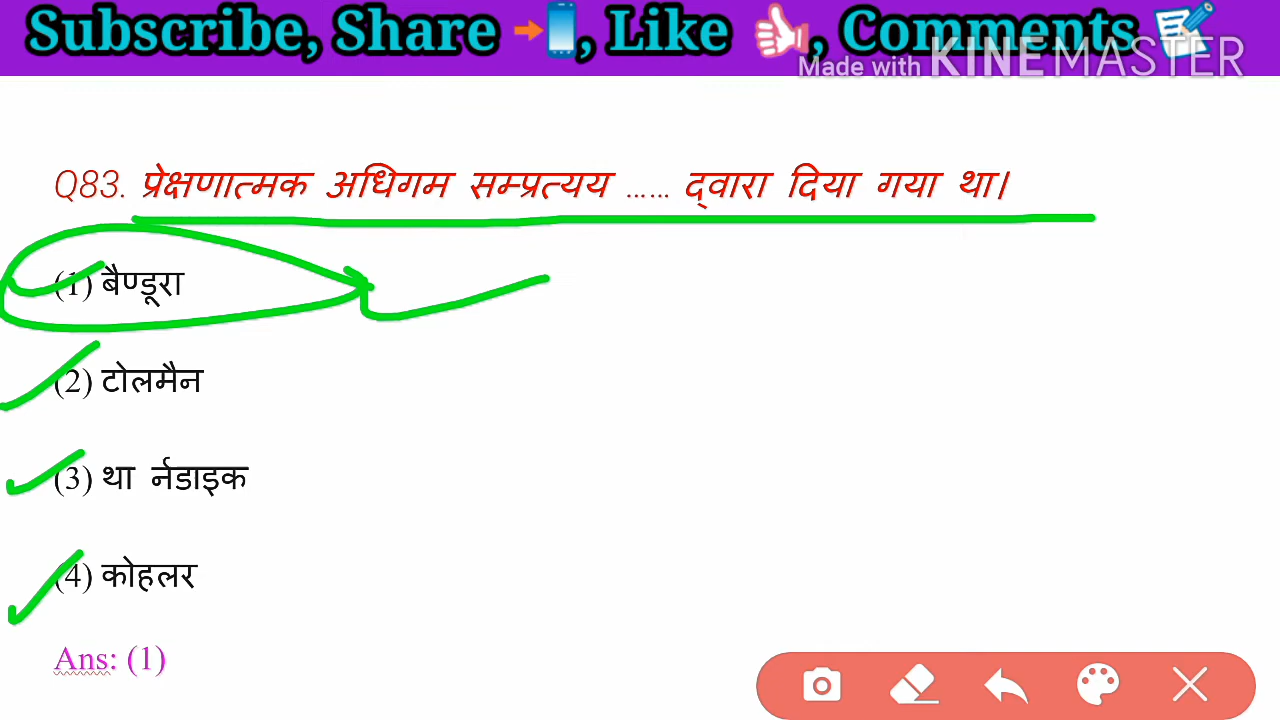 Subscribe, Share , Like , Comments
Made with KINEMASTER
Q83. प्रेक्षणात्मक अधिगम सम्प्रत्यय ...... द्वारा दिया गया था।
(1) बैण्डूरा
(2) टोलमैन
(3) था र्नडाइक
(4) कोहलर
Ans: (1)